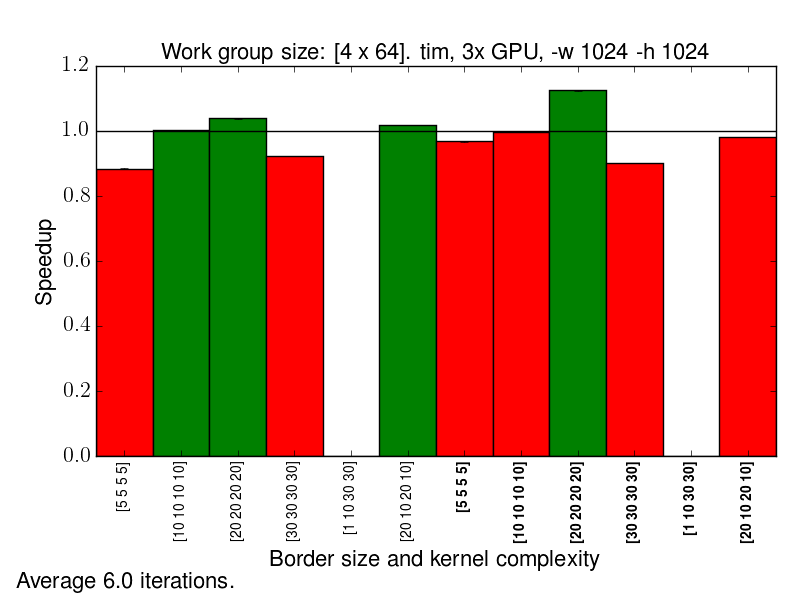 Work group size: [4 x 64]. tim, 3x GPU, -w 1024 -h 1024
1.2
1.0
0.8
0.6
0.4
0.2
0.0
Speedup
[5 5 5 5]
[10 10 10 10]
[20 20 20 20]
[30 30 30 30]
[1 10 30 30]
[20 10 20 10]
[5 5 5 5]
[10 10 10 10]
[20 20 20 20]
[30 30 30 30]
[1 10 30 30]
[20 10 20 10]
Border size and kernel complexity
Average 6.0 iterations.